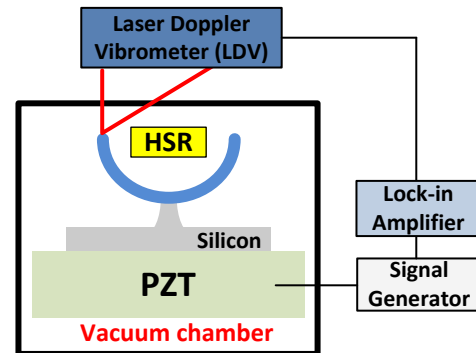 Laser Doppler
Vibrometer (LDV)
HSR
Lock-in
Amplifier
Silicon
Signal
Generator
PZT
Vacuum chamber